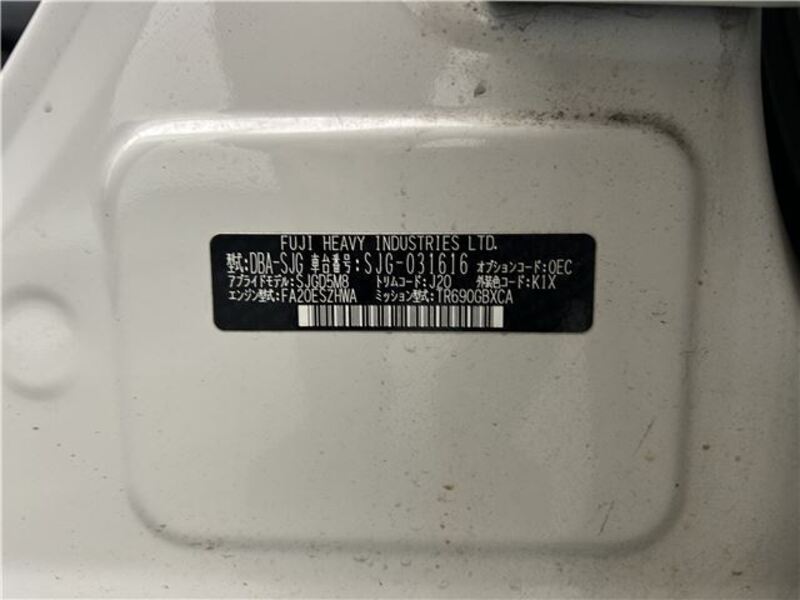 FUJI HEAVY INDUSTRIES LTD.
型式:DBA-SJG 車台番号:SJG-031616 オプションコード:OEC
アプライドモデル:SJGD5M8 トリムコード:J20 外装色コード:K1X
エンジン型式:FA20ESZHWA ミッション型式:TR690GBXCA